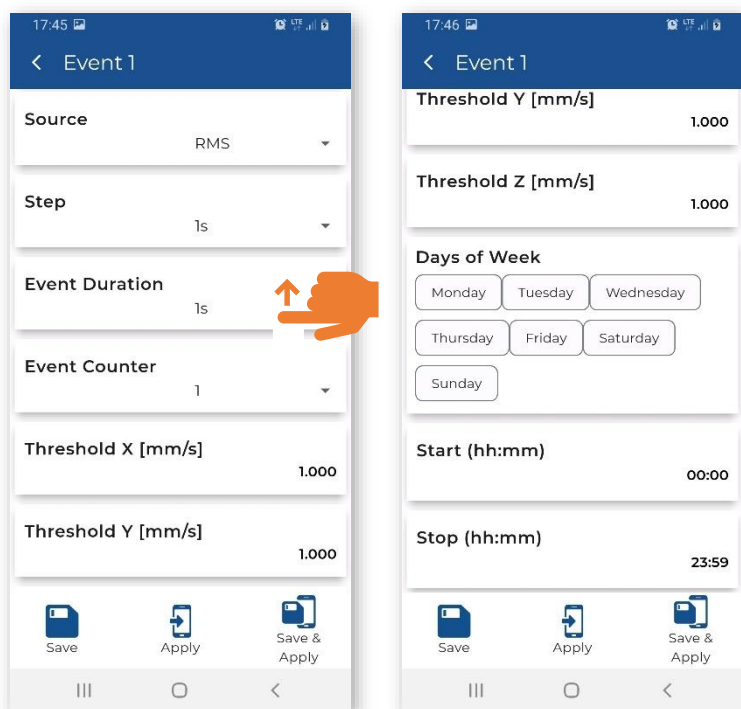 17:45
LTE
Event 1
Source
RMS
Step
1s
Event Duration
1s
Event Counter
1
Threshold X [mm/s]
1.000
Threshold Y [mm/s]
1.000
Save
Apply
Save &
Apply
17:46
LTE
Event 1
Threshold Y [mm/s]
1.000
Threshold Z [mm/s]
1.000
Days of Week
Monday Tuesday Wednesday
Thursday Friday Saturday
Sunday
Start (hh:mm)
00:00
Stop (hh:mm)
23:59
Save
Apply
Save &
Apply